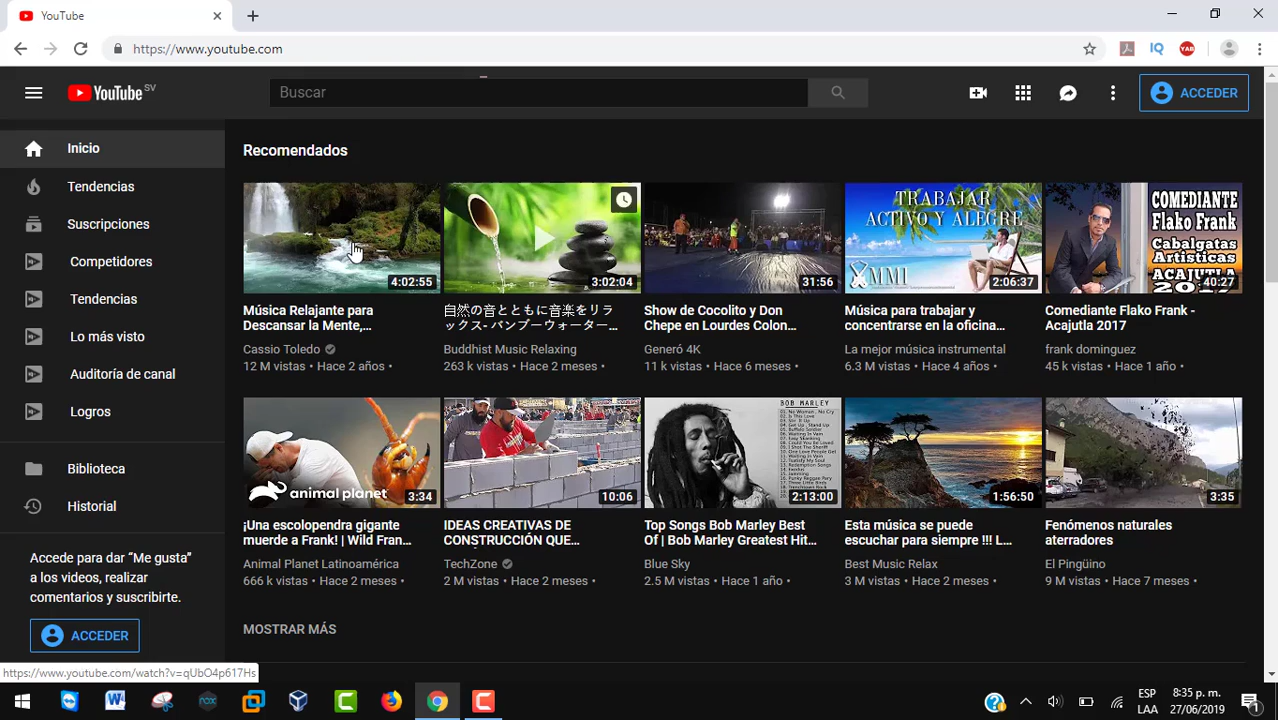 YouTube
https://www.youtube.com
YouTube SV
Buscar
ACCEDER
Inicio
Tendencias
Suscripciones
Competidores
Tendencias
Lo más visto
Auditoría de canal
Logros
Biblioteca
Historial
Accede para dar “Me gusta”
a los videos, realizar
comentarios y suscribirte.
ACCEDER
Recomendados
4:02:55
Música Relajante para
Descansar la Mente,...
Cassio Toledo
12 M vistas • Hace 2 años •
3:02:04
自然の音とともに音楽をリラ
ックス- バンブーウォーター...
Buddhist Music Relaxing
263 k vistas • Hace 2 meses •
31:56
Show de Cocolito y Don
Chepe en Lourdes Colon...
Generó 4K
11 k vistas • Hace 6 meses •
TRABAJAR
ACTIVO Y ALEGRE
MMI
2:06:37
Música para trabajar y
concentrarse en la oficina...
La mejor música instrumental
6.3 M vistas • Hace 4 años •
COMEDIANTE
Flako Frank
Cabalgatas
Artísticas
ACAJUTLA
2017
40:27
Comediante Flako Frank -
Acajutla 2017
frank dominguez
45 k vistas • Hace 1 año •
animal planet
3:34
¡Una escolopendra gigante
muerde a Frank! | Wild Fran...
Animal Planet Latinoamérica
666 k vistas • Hace 2 meses •
10:06
IDEAS CREATIVAS DE
CONSTRUCCIÓN QUE...
TechZone
2 M vistas • Hace 2 meses •
BOB MARLEY
2:13:00
Top Songs Bob Marley Best
Of | Bob Marley Greatest Hit...
Blue Sky
2.5 M vistas • Hace 1 año •
1:56:50
Esta música se puede
escuchar para siempre !!! L...
Best Music Relax
3 M vistas • Hace 2 meses •
3:35
Fenómenos naturales
aterradores
El Pingüino
9 M vistas • Hace 7 meses •
MOSTRAR MÁS
https://www.youtube.com/watch?v=qUbO4p617Hs
ESP
LAA
8:35 p. m.
27/06/2019